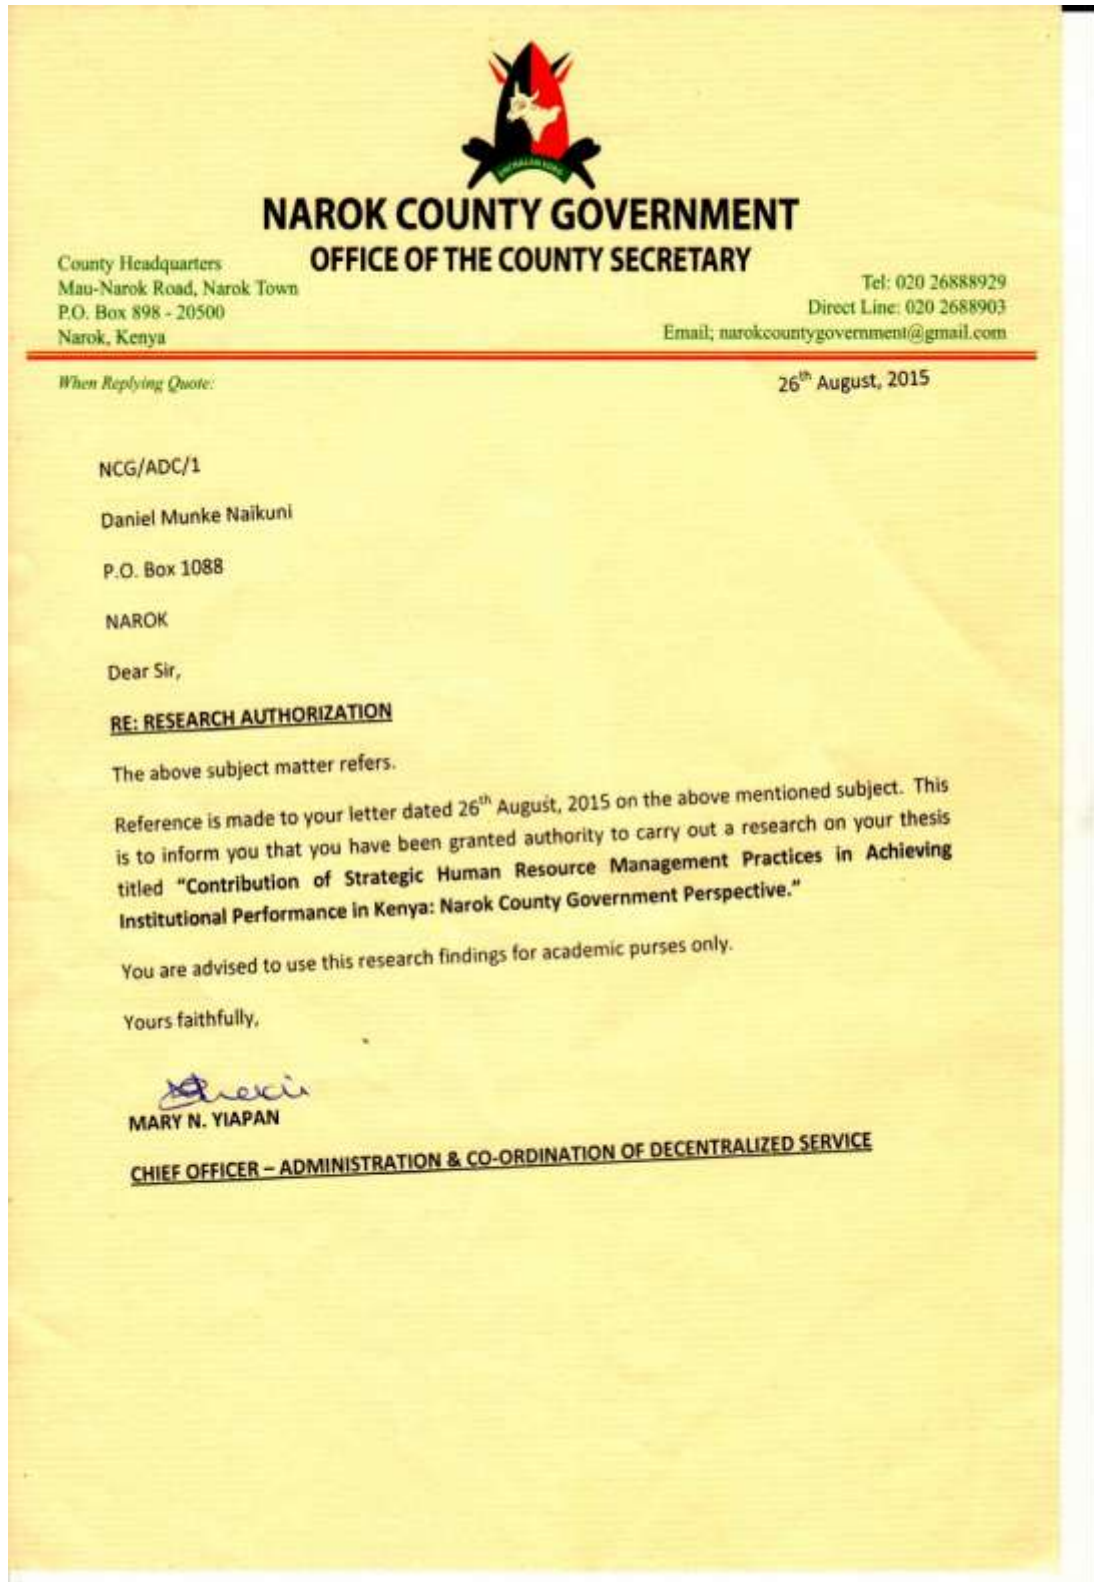 NAROK COUNTY GOVERNMENT
OFFICE OF THE COUNTY SECRETARY
County Headquarters
Mau-Narok Road, Narok Town
P.O. Box 898 - 20500
Narok, Kenya
Tel: 020 26888929
Direct Line: 020 2688903
Email; narokcountygovernment@gmail.com
When Replying Quote:
26th August, 2015
NCG/ADC/1
Daniel Munke Naikuni
P.O. Box 1088
NAROK
Dear Sir,
RE: RESEARCH AUTHORIZATION
The above subject matter refers.
Reference is made to your letter dated 26th August, 2015 on the above mentioned subject. This
is to inform you that you have been granted authority to carry out a research on your thesis
titled “Contribution of Strategic Human Resource Management Practices in Achieving
Institutional Performance in Kenya: Narok County Government Perspective.”
You are advised to use this research findings for academic purses only.
Yours faithfully,
MARY N. YIAPAN
CHIEF OFFICER – ADMINISTRATION & CO-ORDINATION OF DECENTRALIZED SERVICE